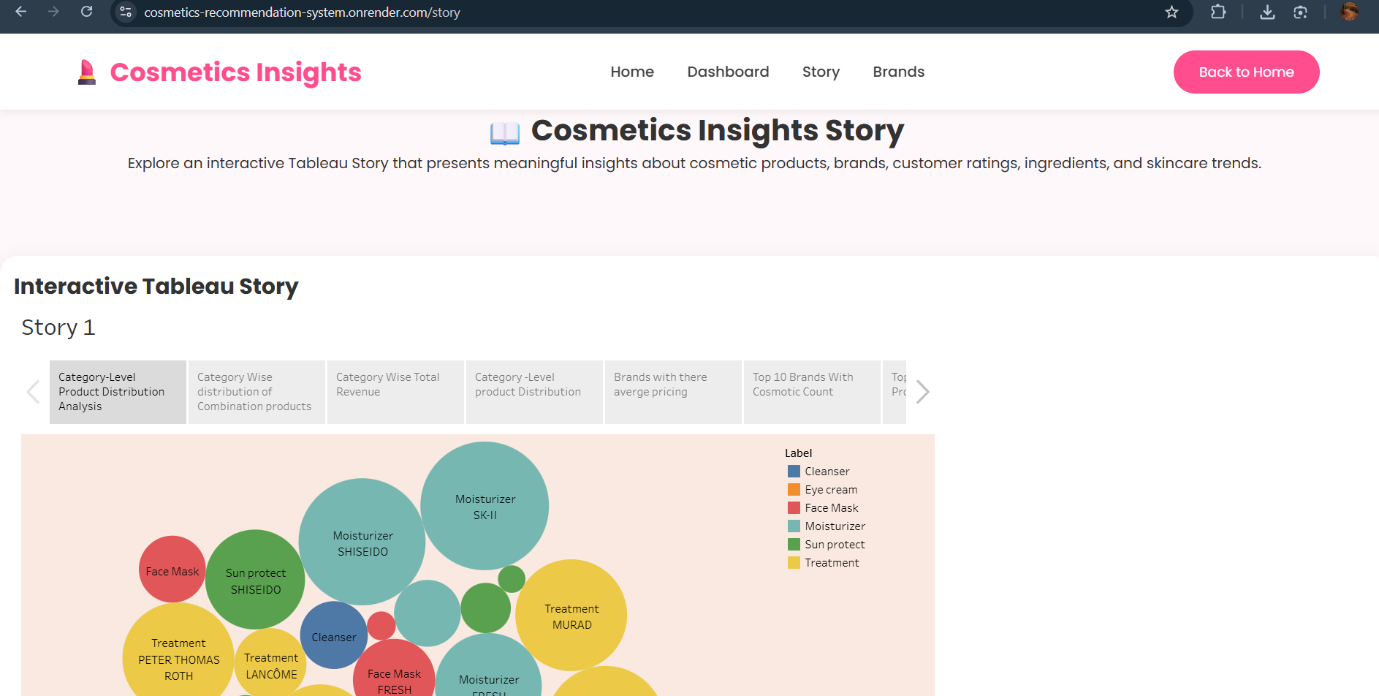 cosmetics-recommendation-system.onrender.com/story
Cosmetics Insights
Home
Dashboard
Story
Brands
Back to Home
Cosmetics Insights Story
Explore an interactive Tableau Story that presents meaningful insights about cosmetic products, brands, customer ratings, ingredients, and skincare trends.
Interactive Tableau Story
Story 1
Category-Level
Product Distribution
Analysis
Category Wise
distribution of
Combination products
Category Wise Total
Revenue
Category -Level
product Distribution
Brands with there
averge pricing
Top 10 Brands With
Cosmotic Count
Label
Cleanser
Eye cream
Face Mask
Moisturizer
Sun protect
Treatment
Moisturizer
SK-II
Moisturizer
SHISEIDO
Face Mask
Sun protect
SHISEIDO
Treatment
MURAD
Cleanser
Treatment
PETER THOMAS
ROTH
Treatment
LANCÔME
Face Mask
FRESH
Moisturizer
FRESH